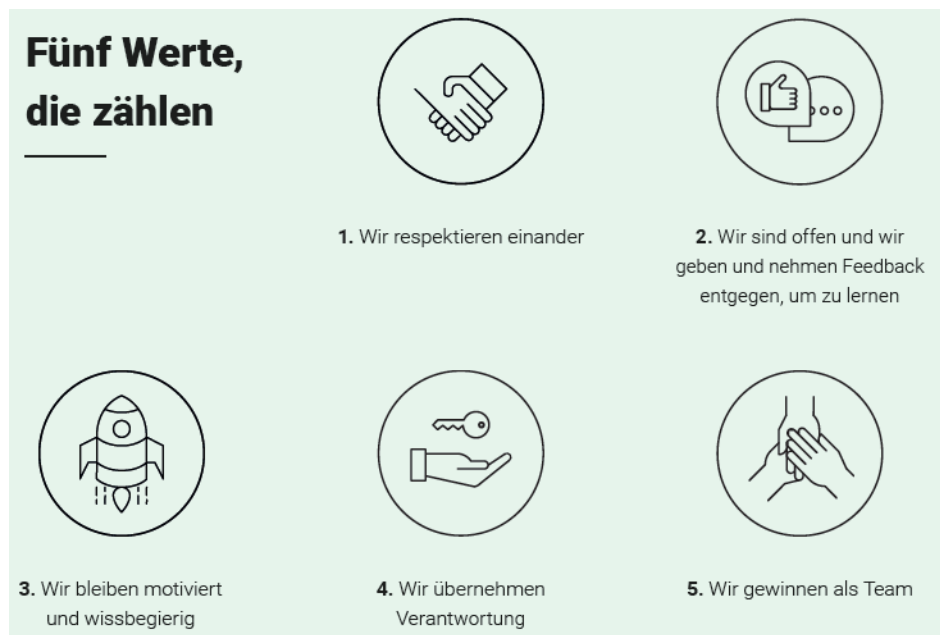 Fünf Werte,
die zählen
1. Wir respektieren einander
2. Wir sind offen und wir
geben und nehmen Feedback
entgegen, um zu lernen
3. Wir bleiben motiviert
und wissbegierig
4. Wir übernehmen
Verantwortung
5. Wir gewinnen als Team